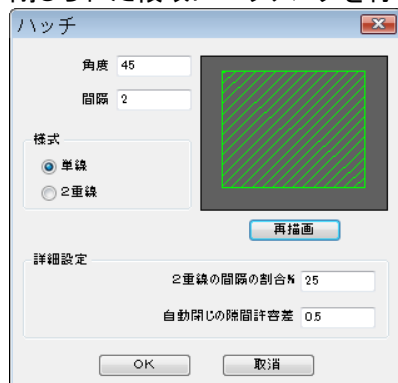 ハッチ
角度 45
間隔 2
様式
単線
2重線
再描画
詳細設定
2重線の間隔の割合% 25
自動閉じの隙間許容差 0.5
OK 取消